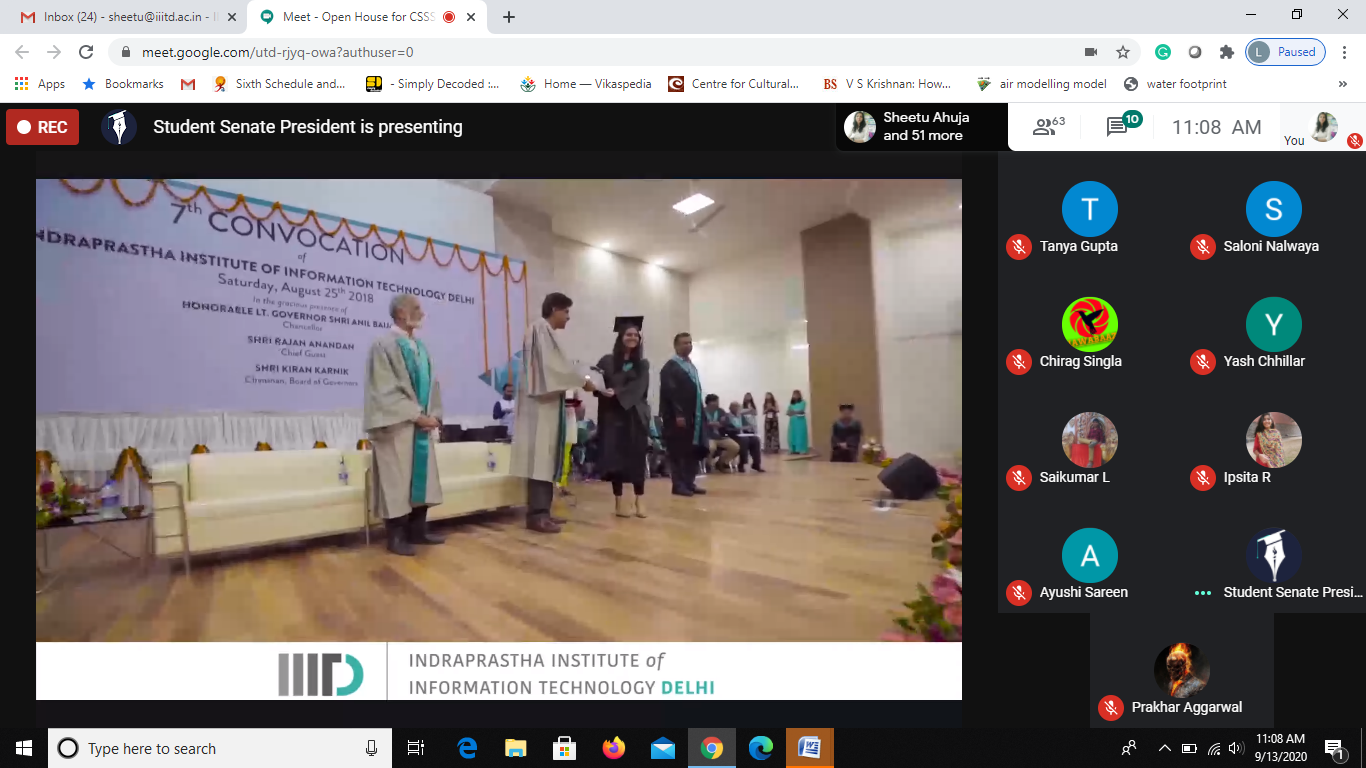 Inbox (24) - sheetu@iiitd.ac.in - I
Meet - Open House for CSSS
meet.google.com/utd-rjyq-owa?authuser=0
L Paused
Apps
Bookmarks
Sixth Schedule and...
- Simply Decoded :...
Home — Vikaspedia
Centre for Cultural...
BS V S Krishnan: How...
air modelling model
water footprint
REC
Student Senate President is presenting
Sheetu Ahuja
and 51 more
63
10
11:08 AM
You
7th CONVOCATION
of
NDRAPRASTHA INSTITUTE OF INFORMATION TECHNOLOGY DELHI
Saturday, August 25th 2018
In the gracious presence of
HONORABLE LT. GOVERNOR SHRI ANIL BAIJ
Chancellor
SHRI RAJAN ANANDAN
Chief Guest
SHRI KIRAN KARNIK
Chairman, Board of Governors
IIITD
INDRAPRASTHA INSTITUTE of
INFORMATION TECHNOLOGY DELHI
T
Tanya Gupta
S
Saloni Nalwaya
Chirag Singla
Y
Yash Chhillar
Saikumar L
Ipsita R
A
Ayushi Sareen
Student Senate Presi...
Prakhar Aggarwal
Type here to search
11:08 AM
9/13/2020
1